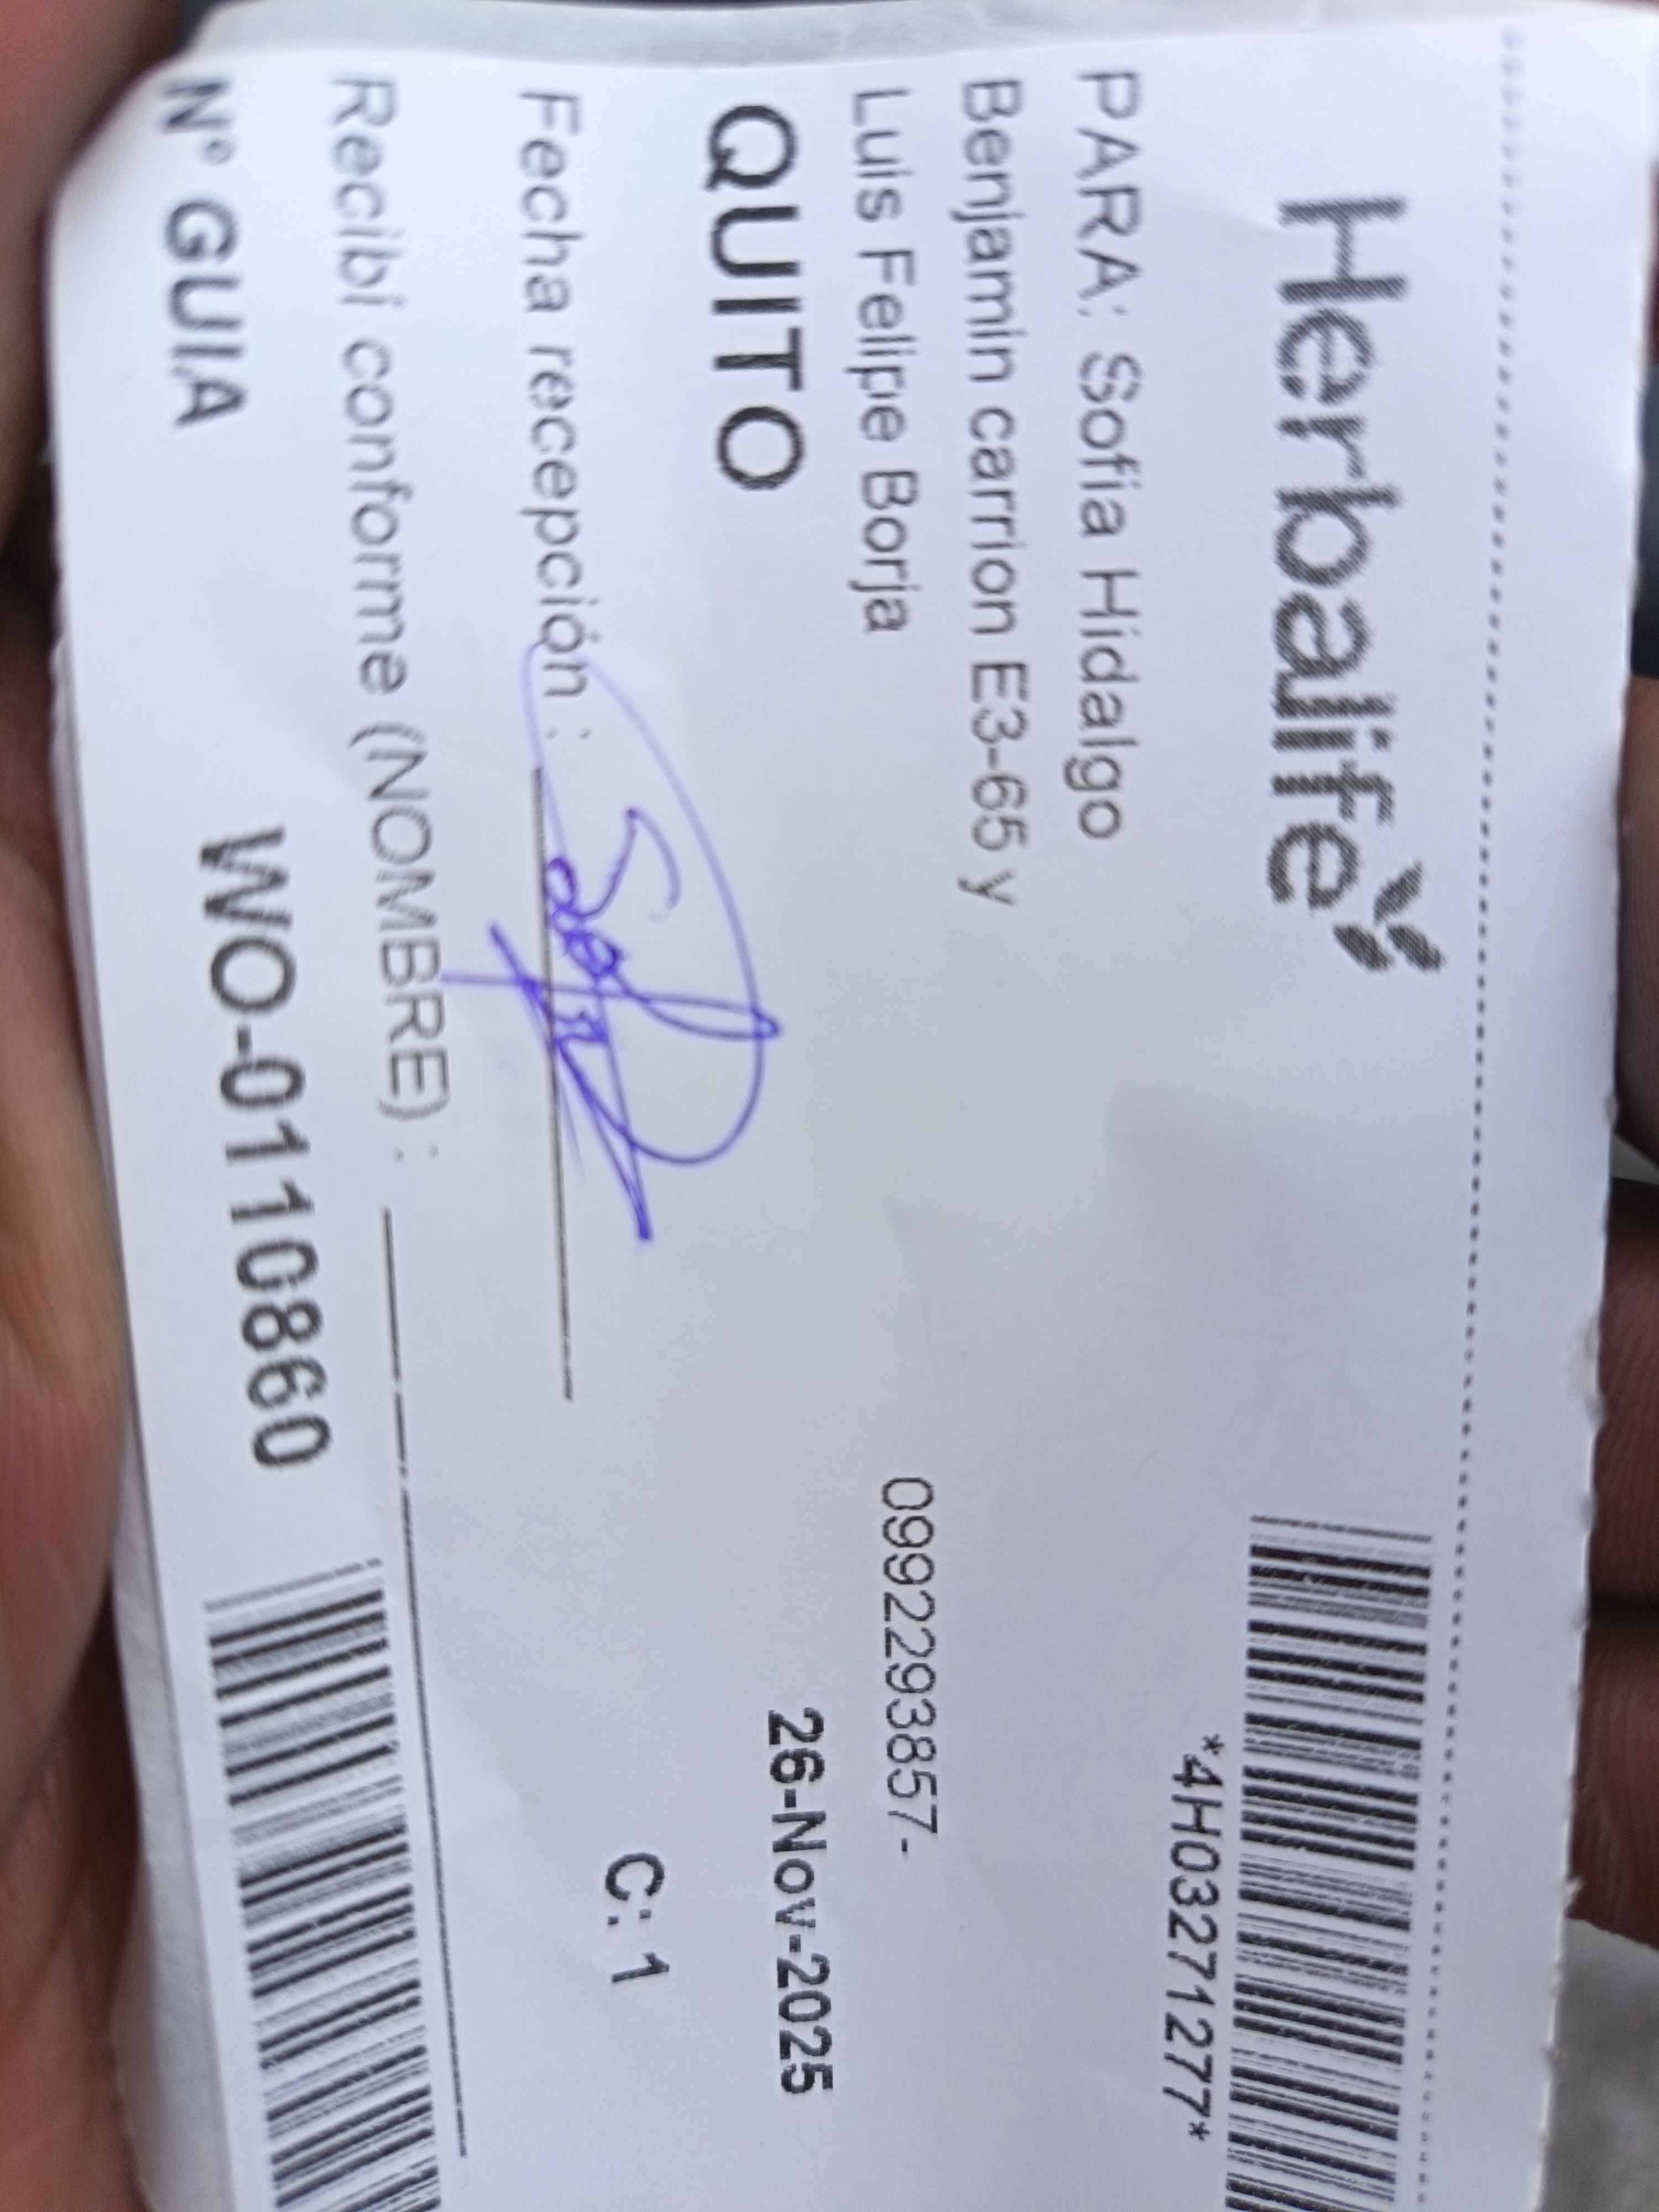 Herbalife
*4H03271277*
PARA: Sofia Hidalgo
Benjamin carrion E3-65 y
Luis Felipe Borja
0992293857-
QUITO
26-Nov-2025
C: 1
Fecha recepción :
Recibí conforme (NOMBRE) :
N° GUIA WO-0110860